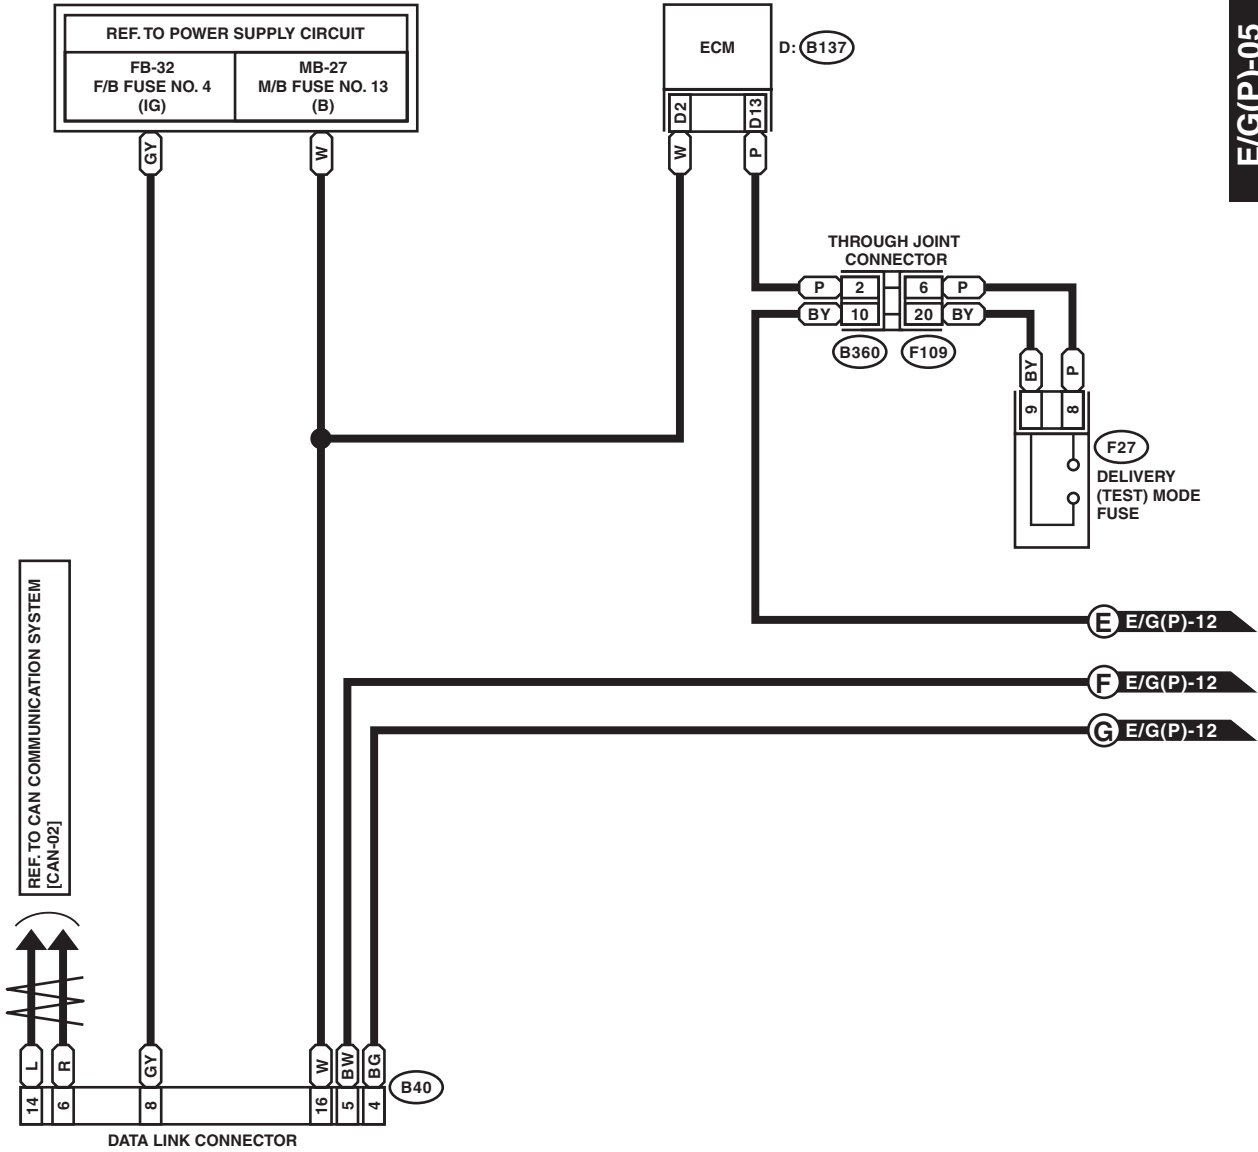 REF. TO POWER SUPPLY CIRCUIT
FB-32
F/B FUSE NO. 4
(IG)
MB-27
M/B FUSE NO. 13
(B)
GY
W
ECM
D: B137
D2
D13
W
P
E/G(P)-05
THROUGH JOINT
CONNECTOR
P 2 6 P
BY 10 20 BY
B360 F109
BY
P
9
8
F27
DELIVERY
(TEST) MODE
FUSE
E E/G(P)-12
F E/G(P)-12
G E/G(P)-12
REF. TO CAN COMMUNICATION SYSTEM
[CAN-02]
L
R
GY
W
BW
BG
14
6
8
16
5
4
B40
DATA LINK CONNECTOR